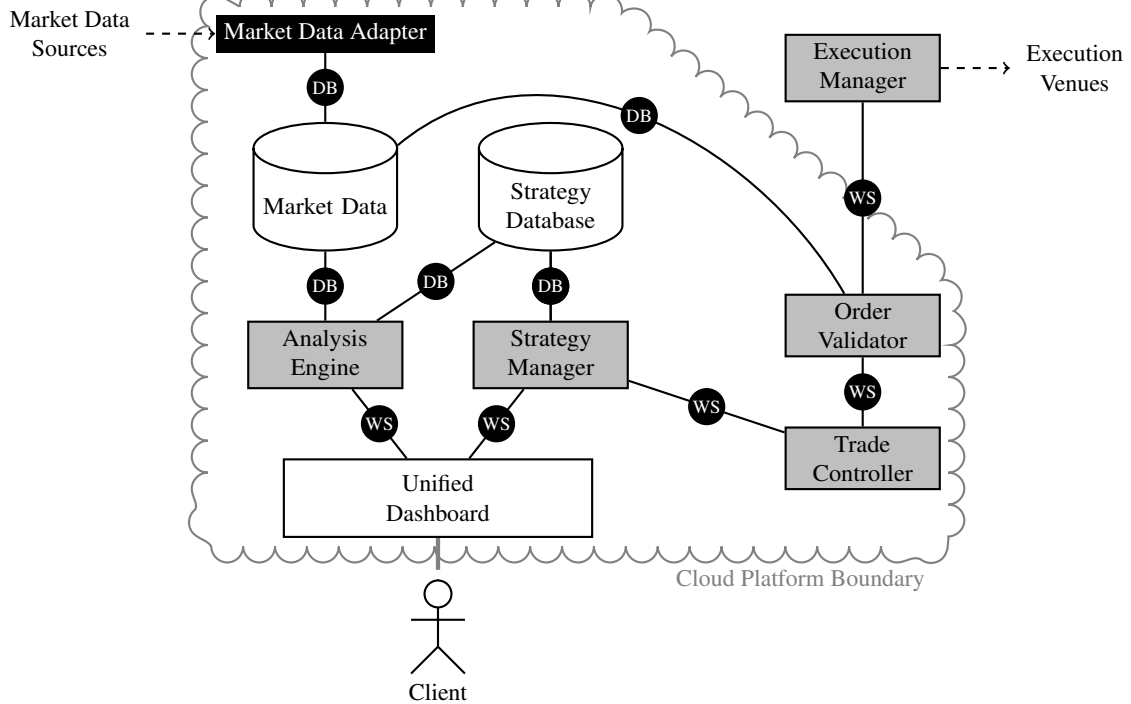 Market Data
Sources
Market Data Adapter
Execution
Manager
Execution
Venues
DB
DB
Market Data
Strategy
Database
WS
DB
DB
DB
Order
Validator
Analysis
Engine
Strategy
Manager
WS
WS
WS
WS
Trade
Controller
Unified
Dashboard
Cloud Platform Boundary
Client